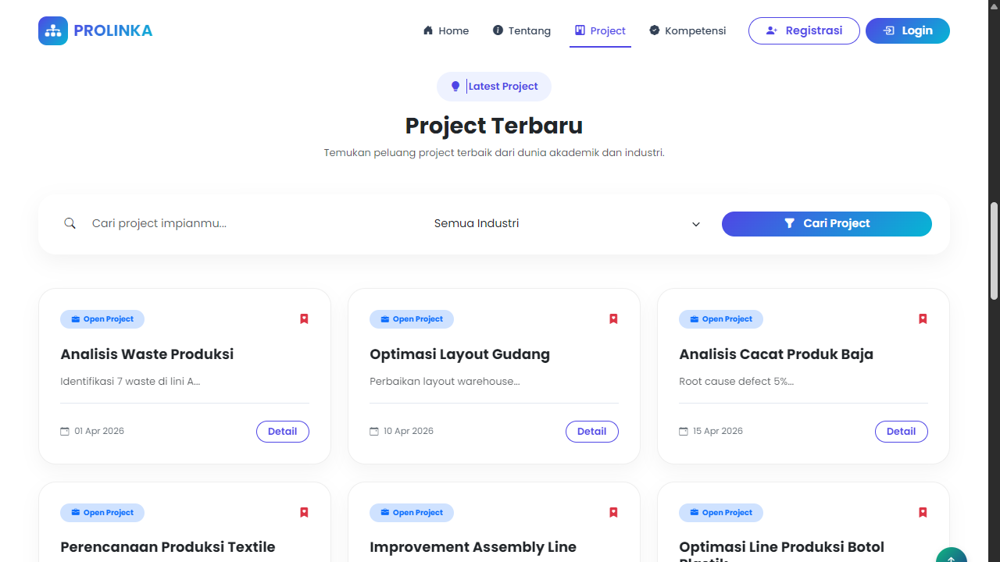 PROLINKA
Home
Tentang
Project
Kompetensi
Registrasi
Login
Latest Project
Project Terbaru
Temukan peluang project terbaik dari dunia akademik dan industri.
Cari project impianmu...
Semua Industri
Cari Project
Open Project
Analisis Waste Produksi
Identifikasi 7 waste di lini A...
01 Apr 2026
Detail
Open Project
Optimasi Layout Gudang
Perbaikan layout warehouse...
10 Apr 2026
Detail
Open Project
Analisis Cacat Produk Baja
Root cause defect 5%...
15 Apr 2026
Detail
Open Project
Perencanaan Produksi Textile
Open Project
Improvement Assembly Line
Open Project
Optimasi Line Produksi Botol
Plastik